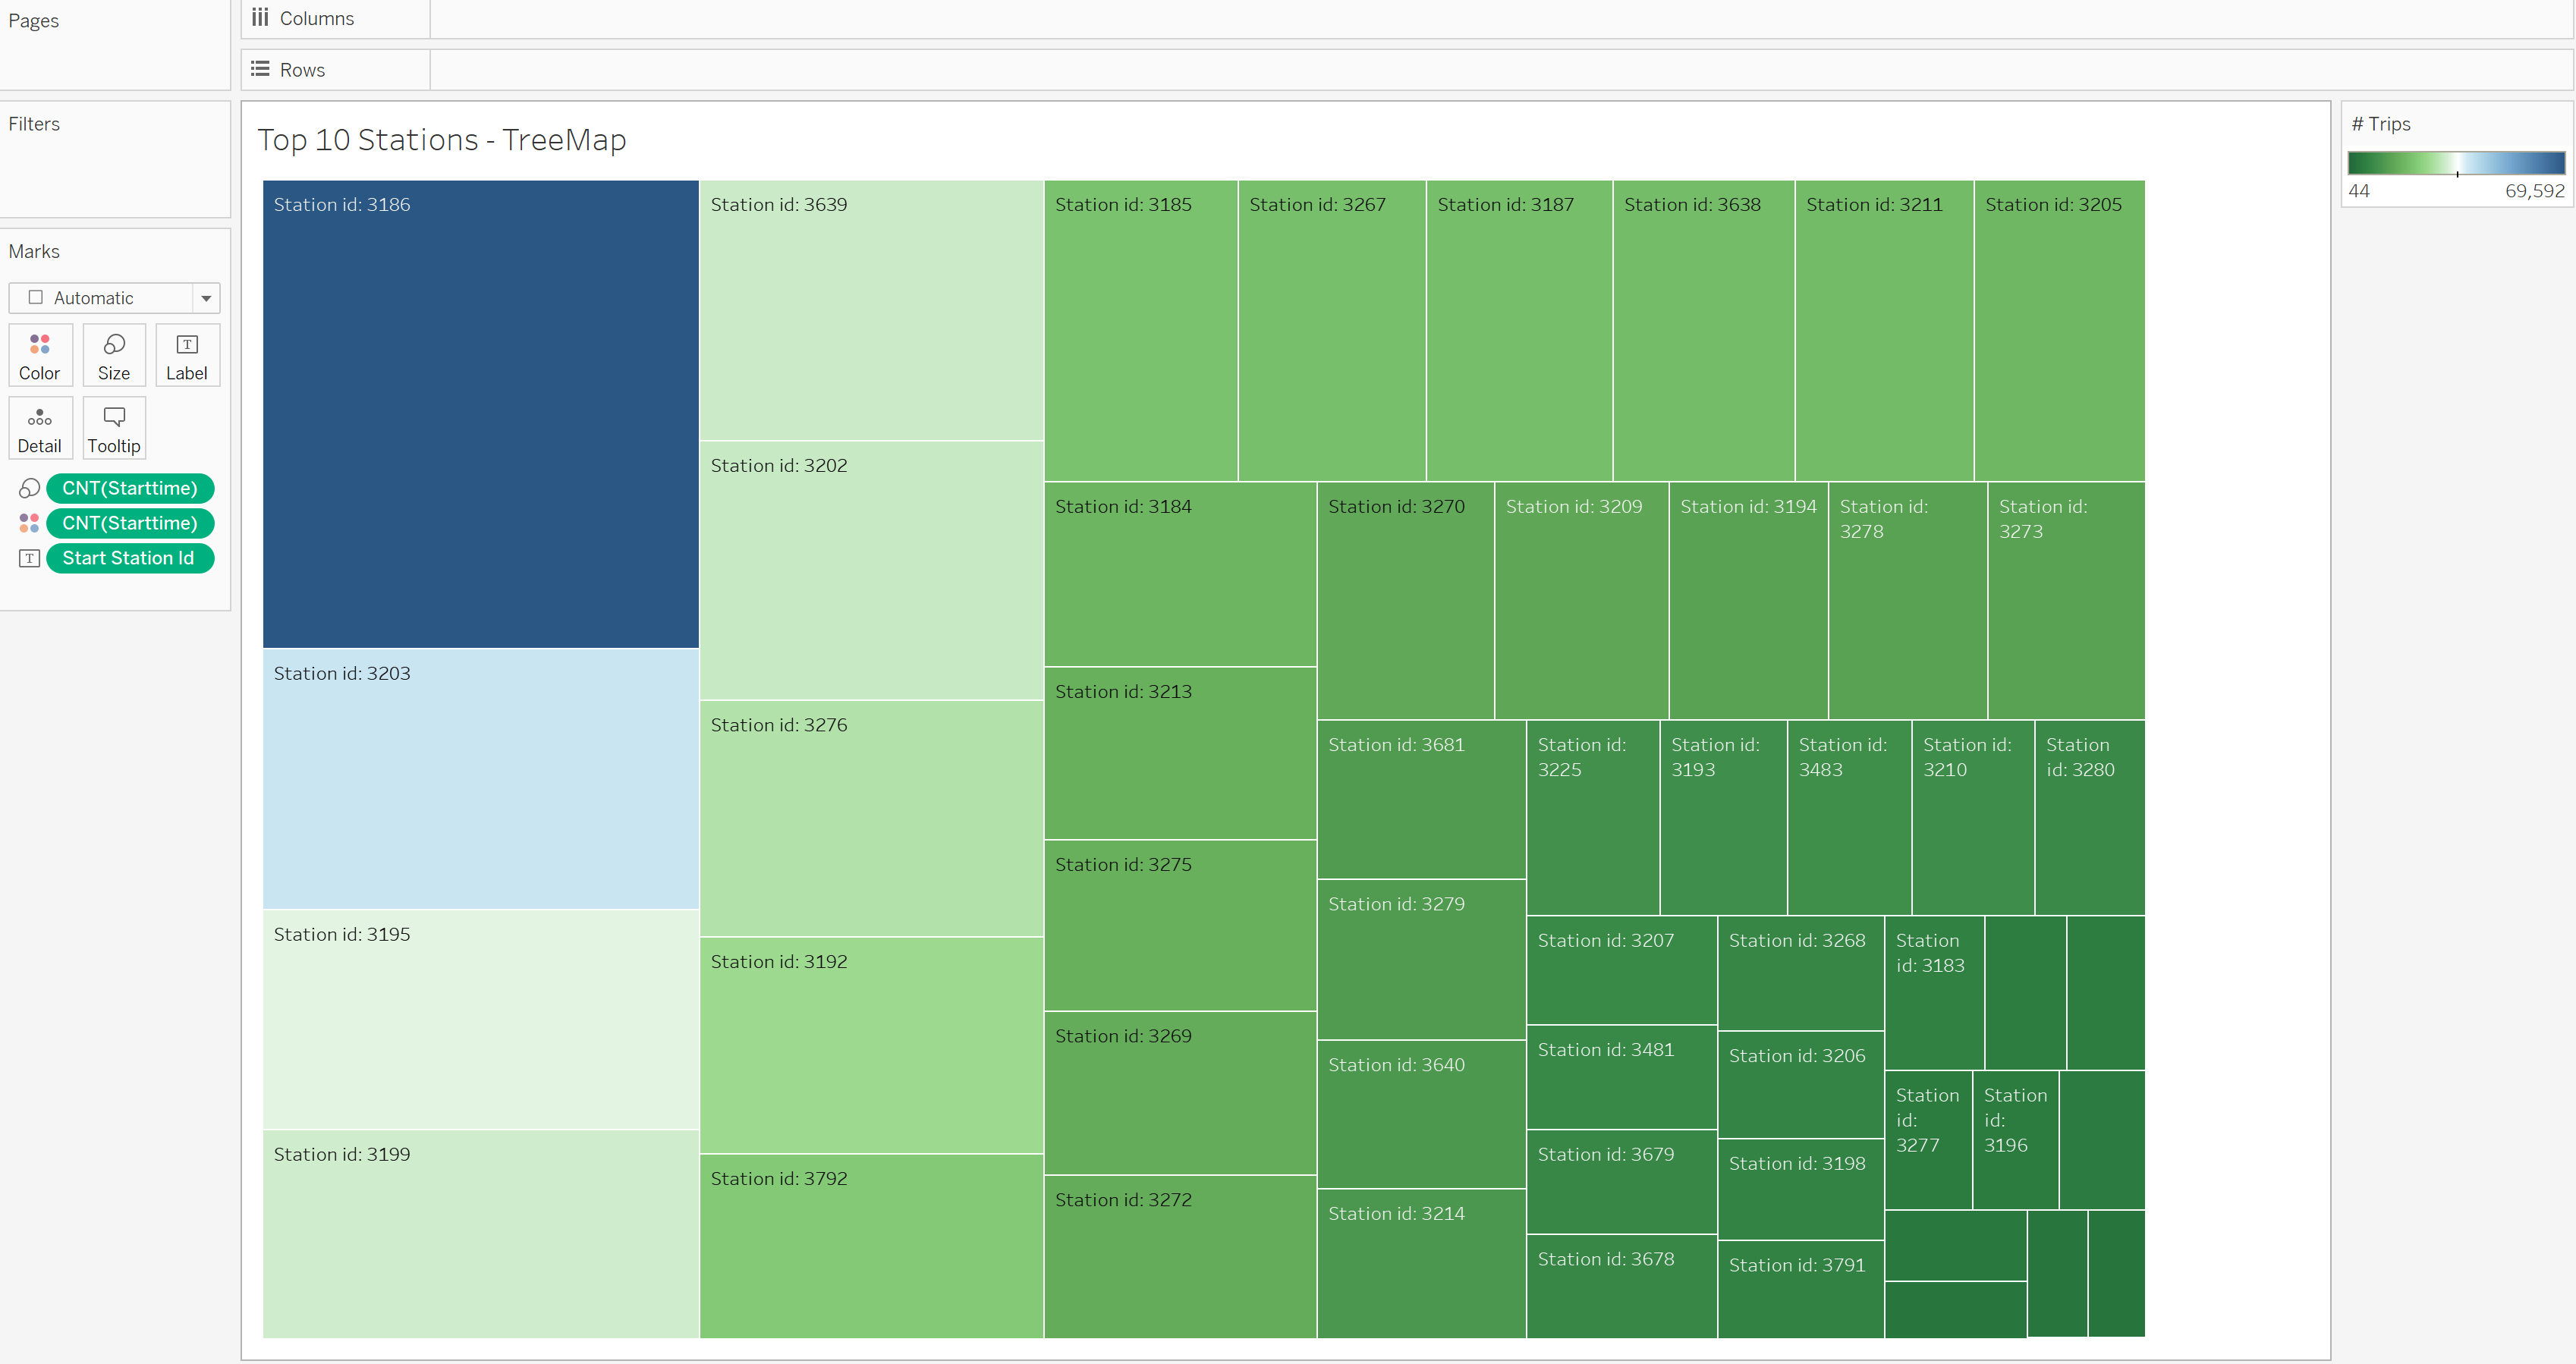 Pages
Columns
Rows
Filters
Marks
Automatic
Color
Size
Label
Detail
Tooltip
CNT(Starttime)
CNT(Starttime)
Start Station Id
Top 10 Stations - TreeMap
Station id: 3186
Station id: 3203
Station id: 3195
Station id: 3199
Station id: 3639
Station id: 3202
Station id: 3276
Station id: 3192
Station id: 3792
Station id: 3185
Station id: 3267
Station id: 3187
Station id: 3638
Station id: 3211
Station id: 3205
Station id: 3184
Station id: 3213
Station id: 3275
Station id: 3269
Station id: 3272
Station id: 3270
Station id: 3209
Station id: 3194
Station id:
3278
Station id:
3273
Station id: 3681
Station id: 3279
Station id: 3640
Station id: 3214
Station id:
3225
Station id:
3193
Station id:
3483
Station id:
3210
Station
id: 3280
Station id: 3207
Station id: 3481
Station id: 3679
Station id: 3678
Station id: 3268
Station id: 3206
Station id: 3198
Station id: 3791
Station
id: 3183
Station
id:
3277
Station
id:
3196
# Trips
44
69,592